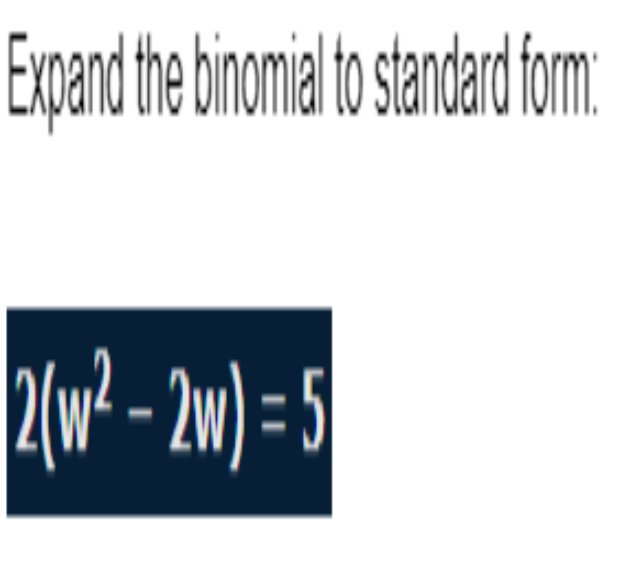 Expand the binomial to standard form:
2(w² – 2w) = 5